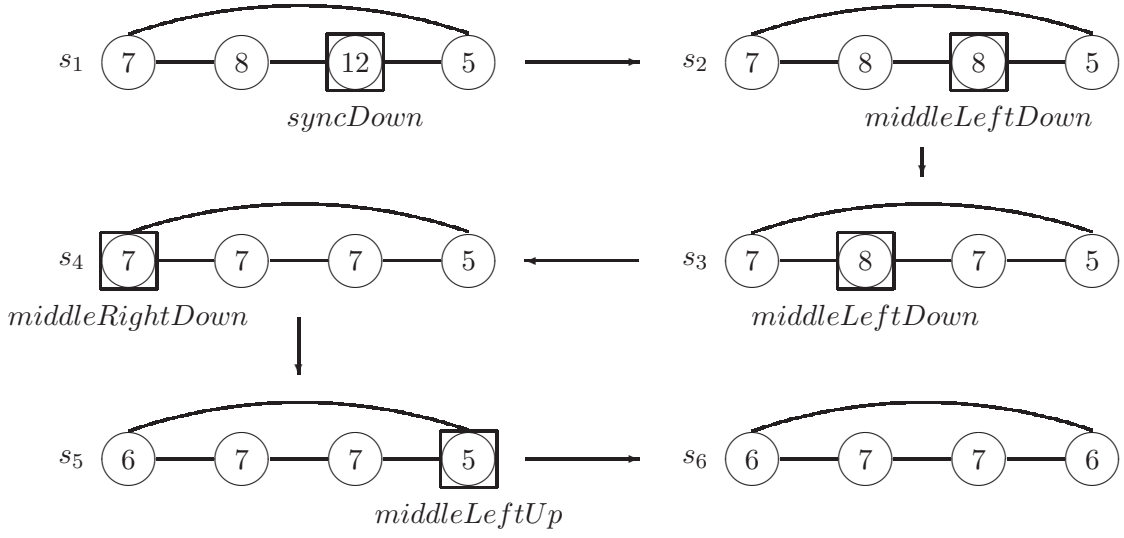 s1 7 8 12 5
syncDown
s2 7 8 8 5
middleLeftDown
s4 7 7 7 5
middleRightDown
s3 7 8 7 5
middleLeftDown
s5 6 7 7 5
middleLeftUp
s6 6 7 7 6